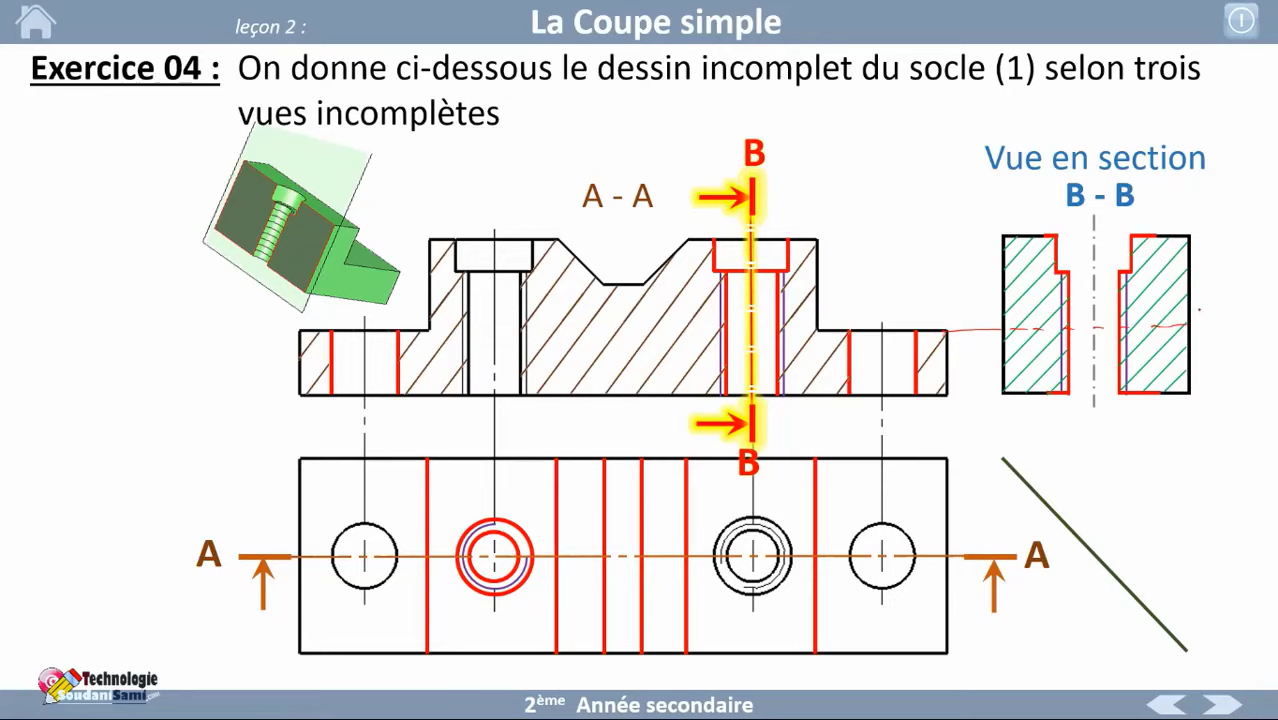 leçon 2 :
La Coupe simple
Exercice 04 : On donne ci-dessous le dessin incomplet du socle (1) selon trois
vues incomplètes
B
Vue en section
B - B
A - A
B
A
A
Technologie
SoudaniSami.com
2ème Année secondaire